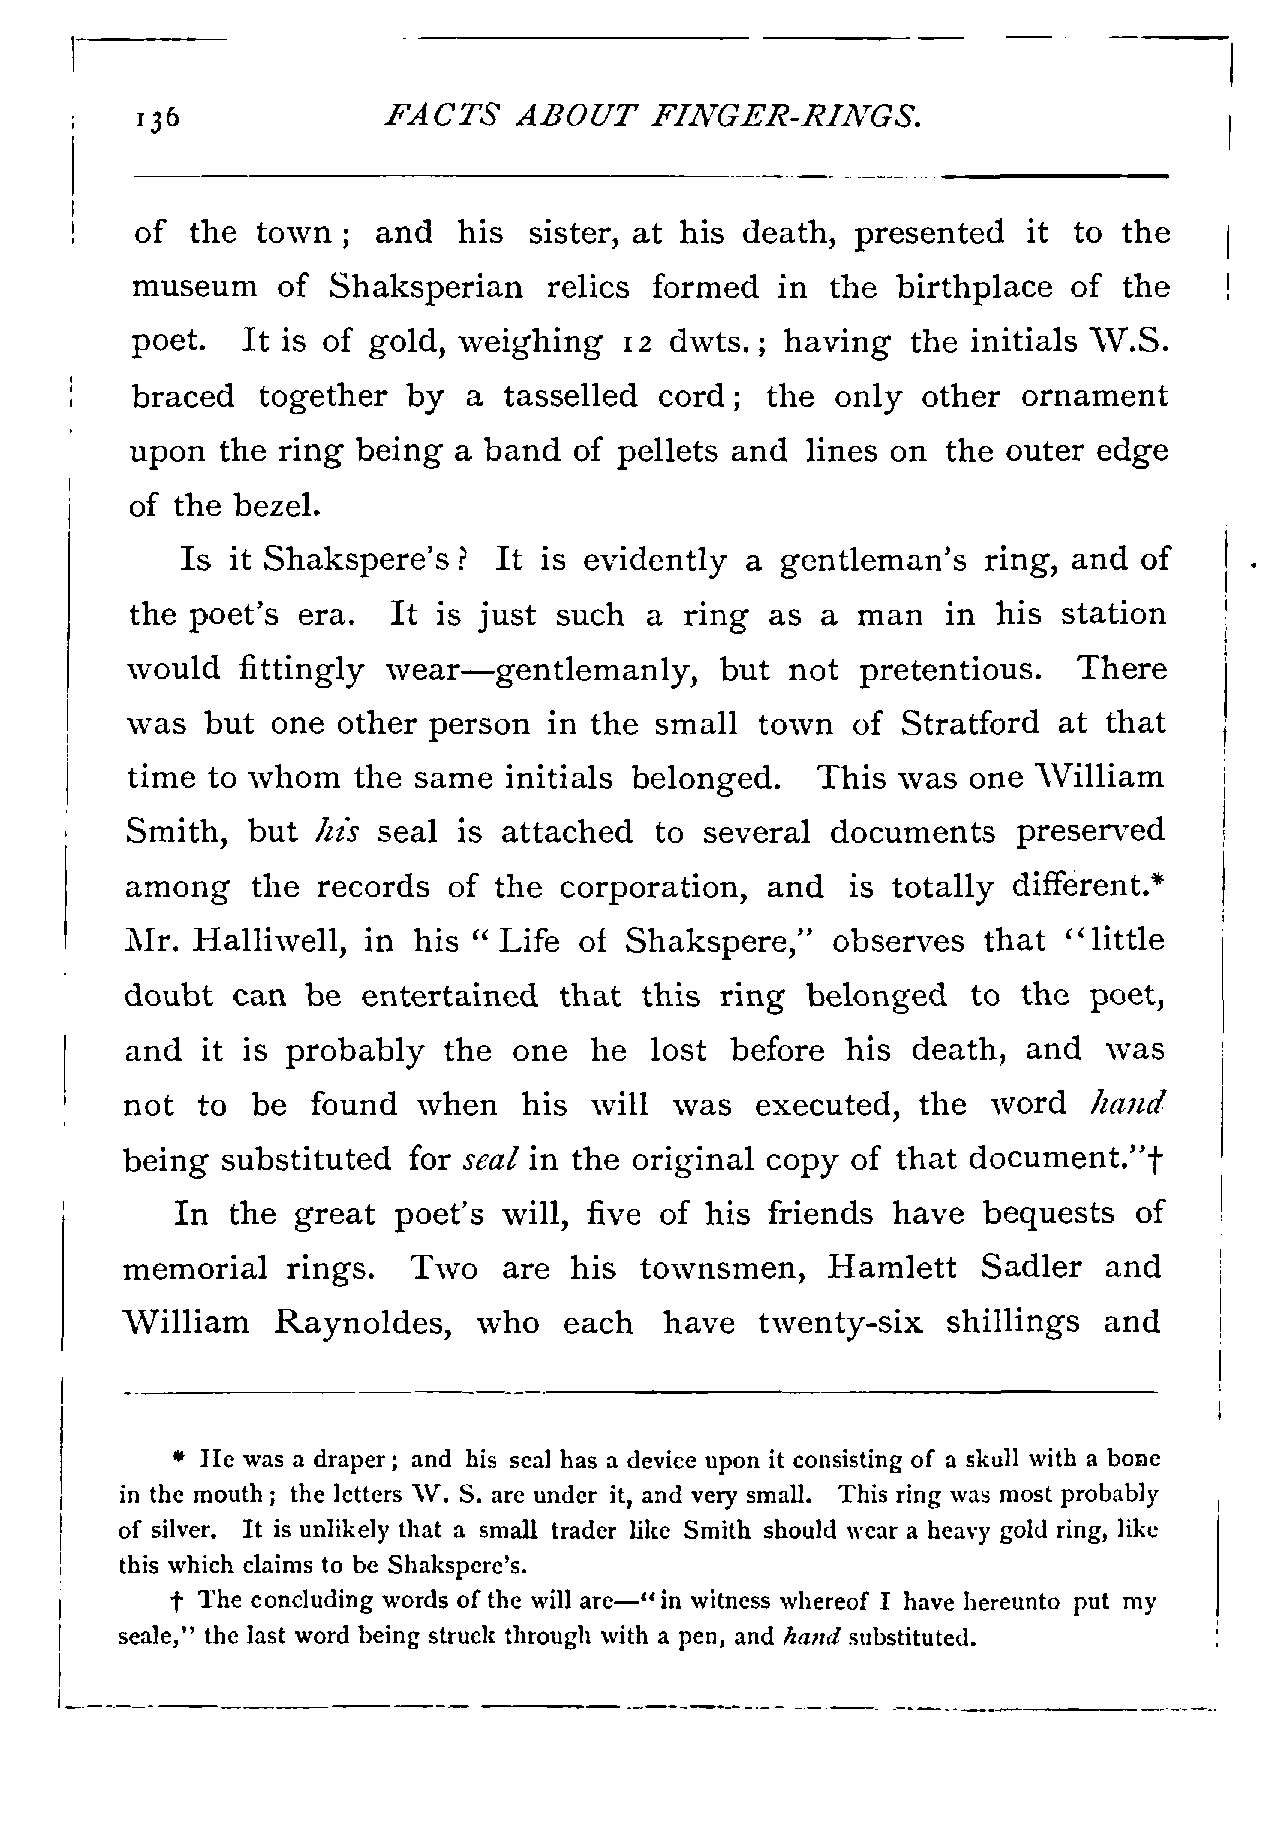 136 FACTS ABOUT FINGER-RINGS.
of the town; and his sister, at his death, presented it to the
museum of Shaksperian relics formed in the birthplace of the
poet. It is of gold, weighing 12 dwts.; having the initials W.S.
braced together by a tasselled cord; the only other ornament
upon the ring being a band of pellets and lines on the outer edge
of the bezel.
Is it Shakspere's? It is evidently a gentleman's ring, and of
the poet's era. It is just such a ring as a man in his station
would fittingly wear—gentlemanly, but not pretentious. There
was but one other person in the small town of Stratford at that
time to whom the same initials belonged. This was one William
Smith, but his seal is attached to several documents preserved
among the records of the corporation, and is totally different.*
Mr. Halliwell, in his "Life of Shakspere," observes that "little
doubt can be entertained that this ring belonged to the poet,
and it is probably the one he lost before his death, and was
not to be found when his will was executed, the word hand
being substituted for seal in the original copy of that document."†
In the great poet's will, five of his friends have bequests of
memorial rings. Two are his townsmen, Hamlett Sadler and
William Raynoldes, who each have twenty-six shillings and
* He was a draper; and his seal has a device upon it consisting of a skull with a bone
in the mouth; the letters W. S. are under it, and very small. This ring was most probably
of silver. It is unlikely that a small trader like Smith should wear a heavy gold ring, like
this which claims to be Shakspere's.
† The concluding words of the will are—"in witness whereof I have hereunto put my
seale," the last word being struck through with a pen, and hand substituted.